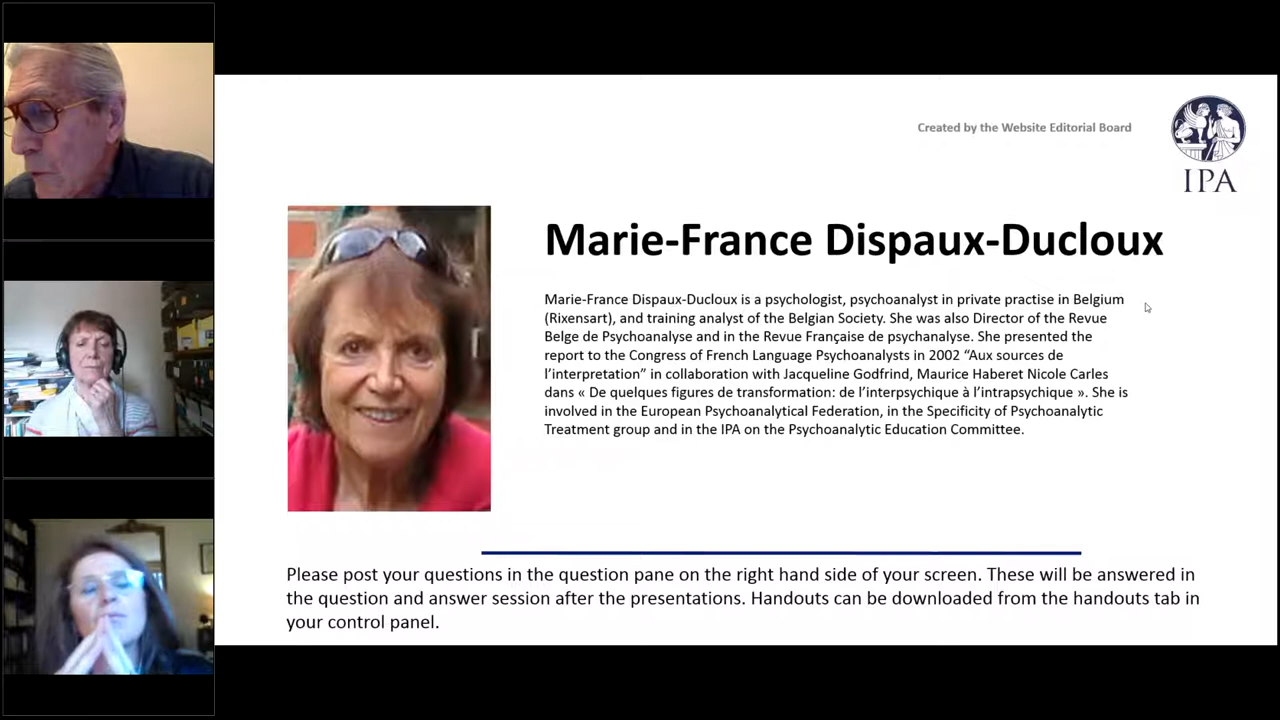 Created by the Website Editorial Board
IPA
Marie-France Dispaux-Ducloux
Marie-France Dispaux-Ducloux is a psychologist, psychoanalyst in private practise in Belgium
(Rixensart), and training analyst of the Belgian Society. She was also Director of the Revue
Belge de Psychoanalyse and in the Revue Française de psychanalyse. She presented the
report to the Congress of French Language Psychoanalysts in 2002 “Aux sources de
l’interpretation” in collaboration with Jacqueline Godfrind, Maurice Haberet Nicole Carles
dans « De quelques figures de transformation: de l’interpsychique à l’intrapsychique ». She is
involved in the European Psychoanalytical Federation, in the Specificity of Psychoanalytic
Treatment group and in the IPA on the Psychoanalytic Education Committee.
Please post your questions in the question pane on the right hand side of your screen. These will be answered in
the question and answer session after the presentations. Handouts can be downloaded from the handouts tab in
your control panel.